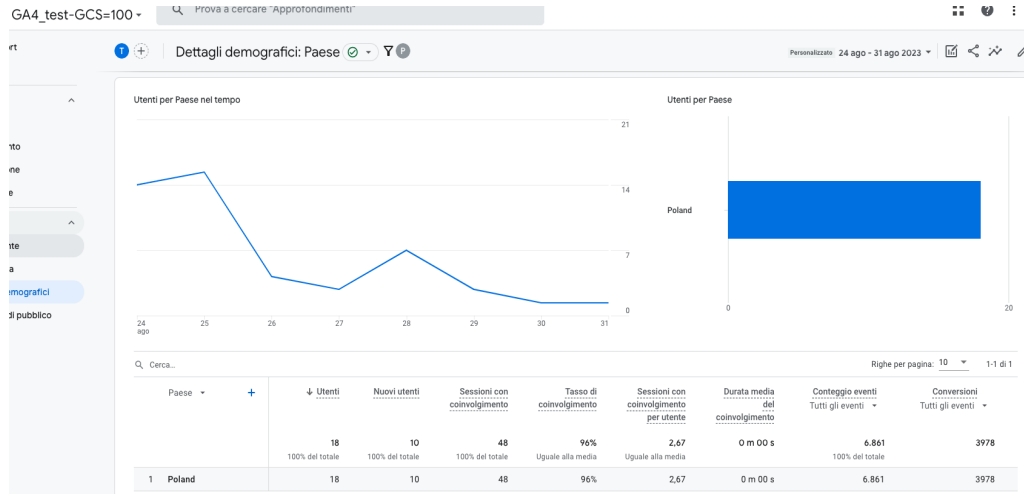 GA4_test-GCS=100
Prova a cercare "Approfondimenti"
T
Dettagli demografici: Paese
P
Personalizzato 24 ago - 31 ago 2023
emografici
di pubblico
Utenti per Paese nel tempo
21
14
7
0
24 25 26 27 28 29 30 31
ago
Utenti per Paese
Poland
0 20
Cerca...
Righe per pagina: 10 1-1 di 1
Paese
Utenti Nuovi utenti Sessioni con Tasso di Sessioni con Durata media Conteggio eventi Conversioni
coinvolgimento coinvolgimento coinvolgimento del Tutti gli eventi Tutti gli eventi
per utente coinvolgimento
18 10 48 96% 2,67 0 m 00 s 6.861 3978
100% del totale 100% del totale 100% del totale Uguale alla media Uguale alla media 100% del totale
1 Poland 18 10 48 96% 2,67 0 m 00 s 6.861 3978